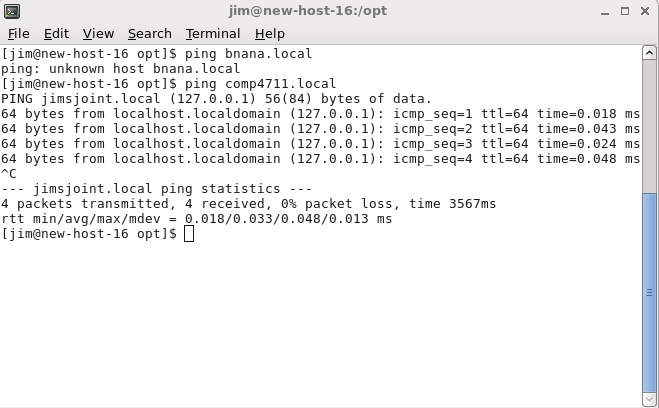 jim@new-host-16:/opt
File Edit View Search Terminal Help
[jim@new-host-16 opt]$ ping bnana.local
ping: unknown host bnana.local
[jim@new-host-16 opt]$ ping comp4711.local
PING jimsjoint.local (127.0.0.1) 56(84) bytes of data.
64 bytes from localhost.localdomain (127.0.0.1): icmp_seq=1 ttl=64 time=0.018 ms
64 bytes from localhost.localdomain (127.0.0.1): icmp_seq=2 ttl=64 time=0.043 ms
64 bytes from localhost.localdomain (127.0.0.1): icmp_seq=3 ttl=64 time=0.024 ms
64 bytes from localhost.localdomain (127.0.0.1): icmp_seq=4 ttl=64 time=0.048 ms
^C
--- jimsjoint.local ping statistics ---
4 packets transmitted, 4 received, 0% packet loss, time 3567ms
rtt min/avg/max/mdev = 0.018/0.033/0.048/0.013 ms
[jim@new-host-16 opt]$